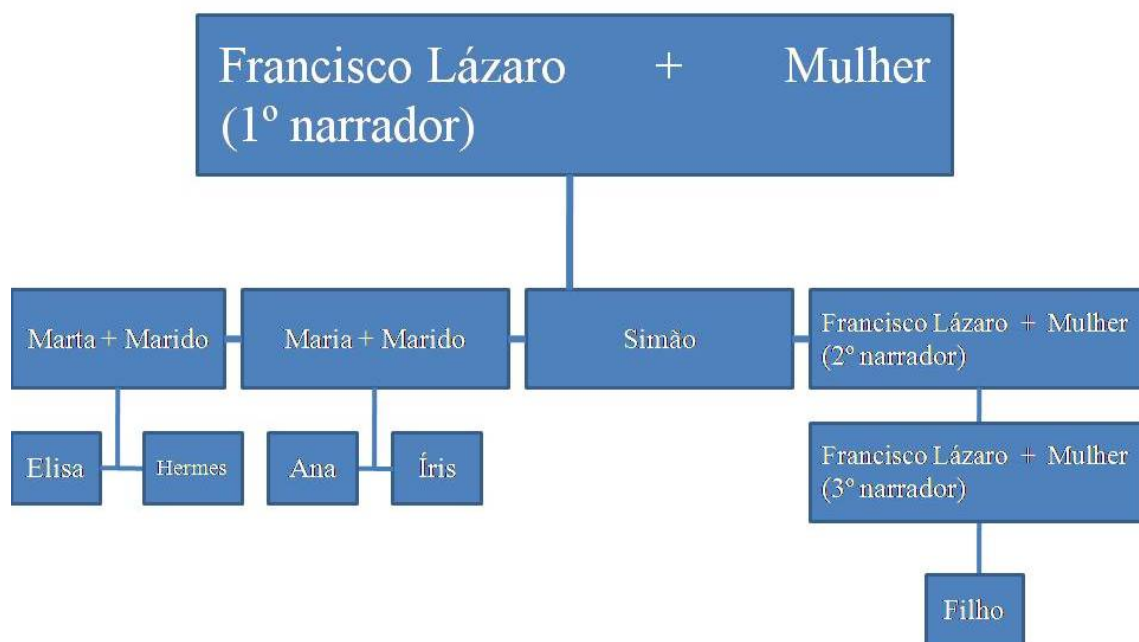 Francisco Lázaro + Mulher
(1º narrador)
Marta + Marido
Maria + Marido
Simão
Francisco Lázaro + Mulher
(2º narrador)
Elisa
Hermes
Ana
Íris
Francisco Lázaro + Mulher
(3º narrador)
Filho